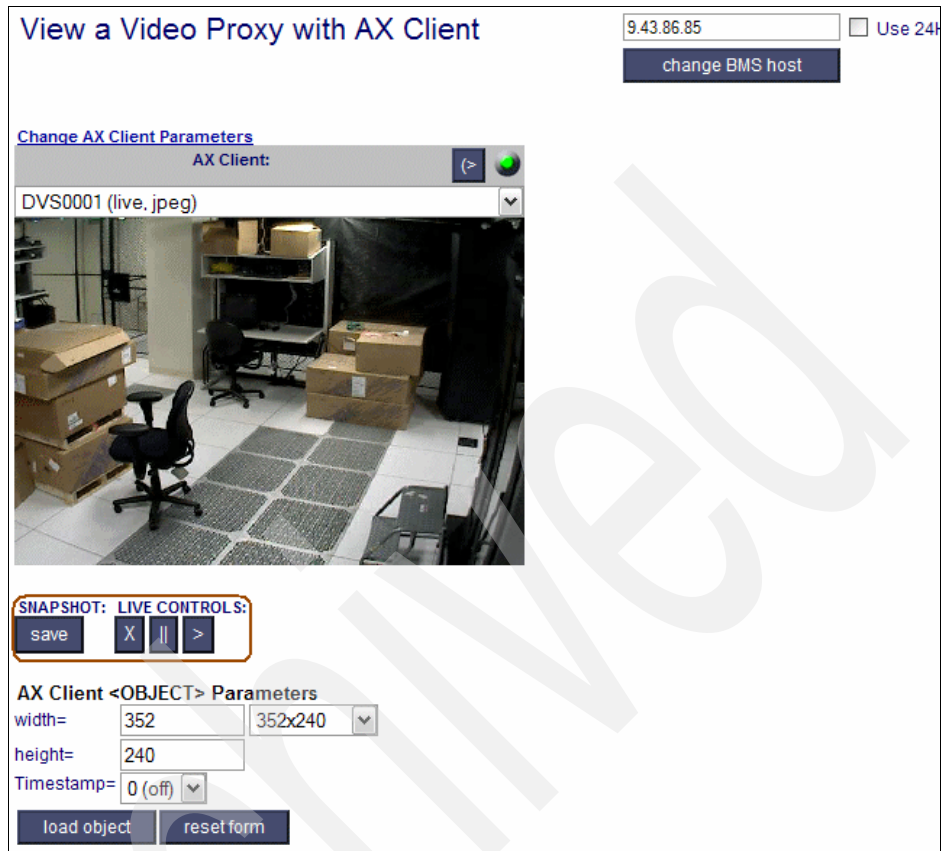 View a Video Proxy with AX Client
9.43.86.85
Use 24
change BMS host
Change AX Client Parameters
AX Client:
(>
DVS0001 (live, jpeg)
SNAPSHOT: LIVE CONTROLS:
save X || >
AX Client <OBJECT> Parameters
width= 352 352x240
height= 240
Timestamp= 0 (off)
load object reset form
hived